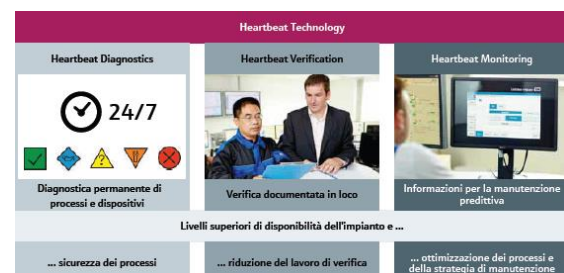 Heartbeat Technology
Heartbeat Diagnostics
24/7
Diagnostica permanente di
processi e dispositivi
Heartbeat Verification
Verifica documentata in loco
Heartbeat Monitoring
Informazioni per la manutenzione
predittiva
Livelli superiori di disponibilità dell'impianto e ...
... sicurezza dei processi
... riduzione del lavoro di verifica
... ottimizzazione dei processi e
della strategia di manutenzione